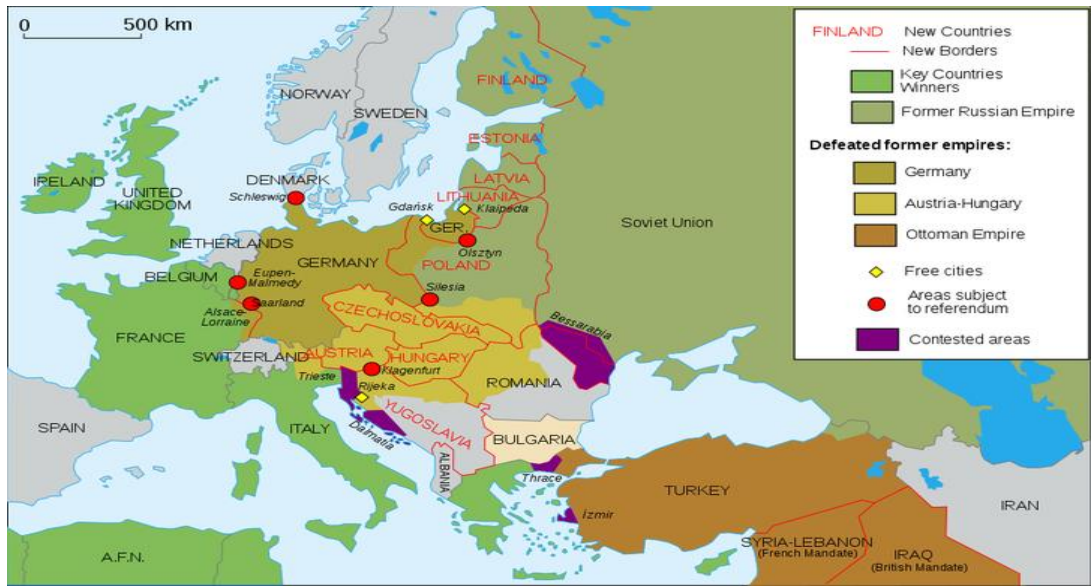 0 500 km
FINLAND New Countries
New Borders
Key Countries
Winners
Former Russian Empire
Defeated former empires:
Germany
Austria-Hungary
Ottoman Empire
Free cities
Areas subject
to referendum
Contested areas
NORWAY
SWEDEN
FINLAND
ESTONIA
LATVIA
LITHUANIA
Klaipėda
IRELAND
UNITED
KINGDOM
DENMARK
Schleswig
Gdańsk
GER.
Olsztyn
Soviet Union
NETHERLANDS
BELGIUM
Eupen-
Malmedy
GERMANY
POLAND
Silesia
Saarland
Alsace-
Lorraine
FRANCE
CZECHOSLOVAKIA
Bessarabia
SWITZERLAND
AUSTRIA
HUNGARY
Klagenfurt
Trieste
Rijeka
ROMANIA
SPAIN
ITALY
Dalmatia
YUGOSLAVIA
BULGARIA
ALBANIA
Thrace
TURKEY
İzmir
IRAN
A.F.N.
SYRIA-LEBANON
(French Mandate)
IRAQ
(British Mandate)